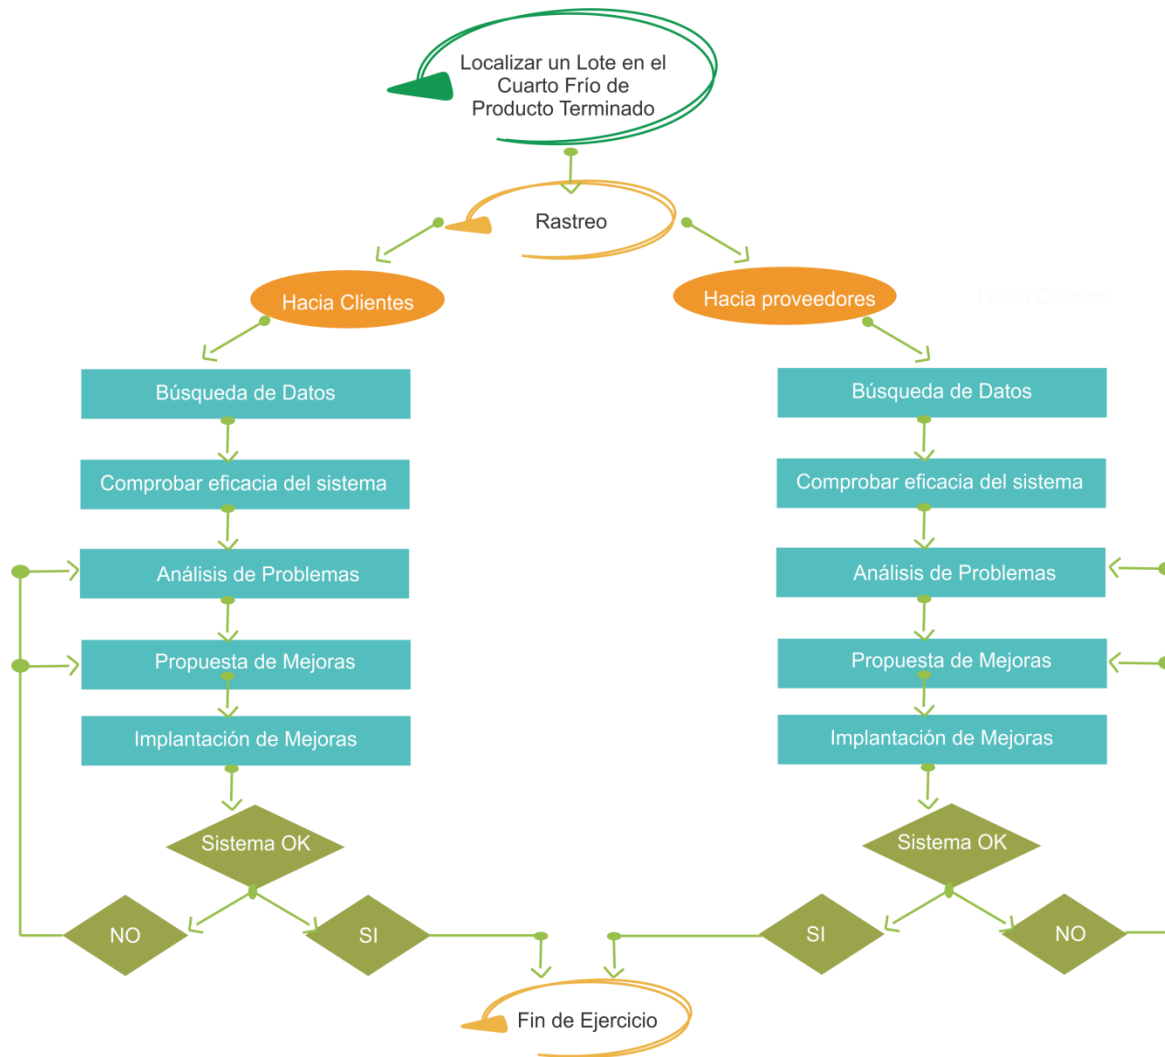 Localizar un Lote en el
Cuarto Frío de
Producto Terminado
Rastreo
Hacia Clientes
Hacia proveedores
Hacia Clientes
Búsqueda de Datos
Búsqueda de Datos
Comprobar eficacia del sistema
Comprobar eficacia del sistema
Análisis de Problemas
Análisis de Problemas
Propuesta de Mejoras
Propuesta de Mejoras
Implantación de Mejoras
Implantación de Mejoras
Sistema OK
Sistema OK
NO
SI
SI
NO
Fin de Ejercicio